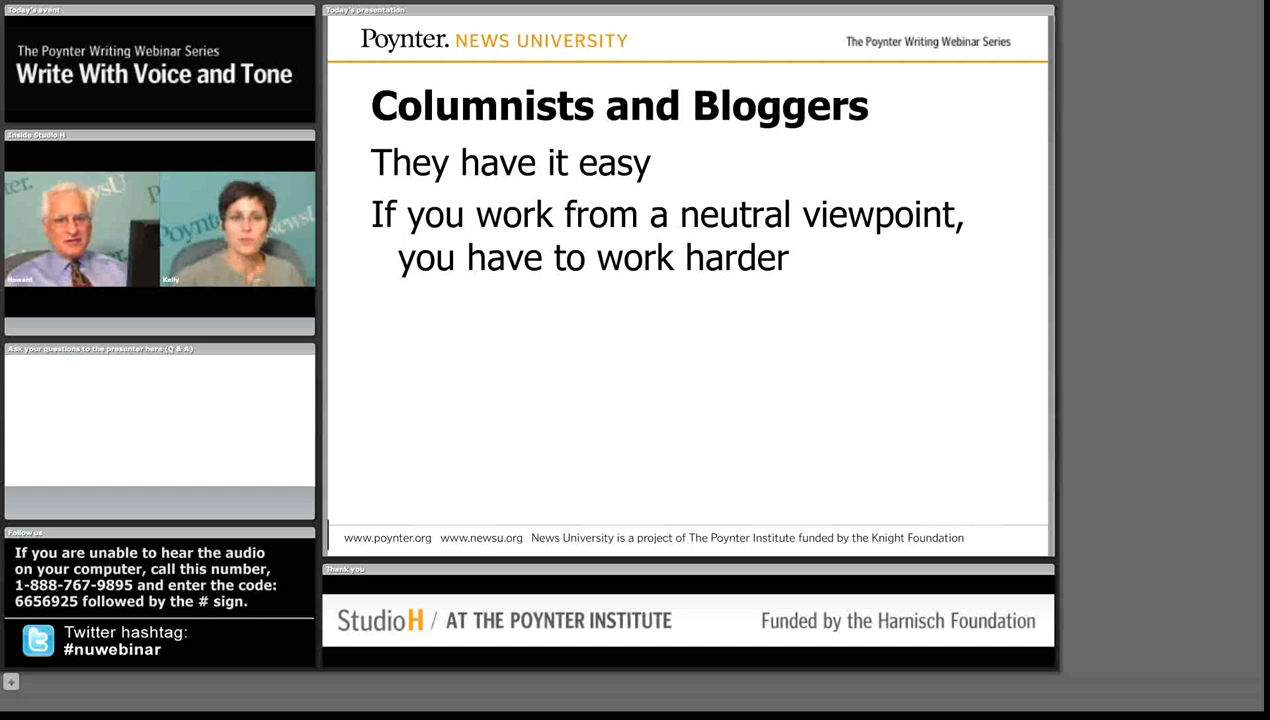 Today's event
The Poynter Writing Webinar Series
Write With Voice and Tone
Inside Studio H
Howard
Kelly
Ask your questions to the presenter here (Q & A)
Follow us
If you are unable to hear the audio
on your computer, call this number,
1-888-767-9895 and enter the code:
6656925 followed by the # sign.
Twitter hashtag:
#nuwebinar
Today's presentation
Poynter. NEWS UNIVERSITY
The Poynter Writing Webinar Series
Columnists and Bloggers
They have it easy
If you work from a neutral viewpoint,
you have to work harder
www.poynter.org www.newsu.org News University is a project of The Poynter Institute funded by the Knight Foundation
Thank you
StudioH / AT THE POYNTER INSTITUTE
Funded by the Harnisch Foundation